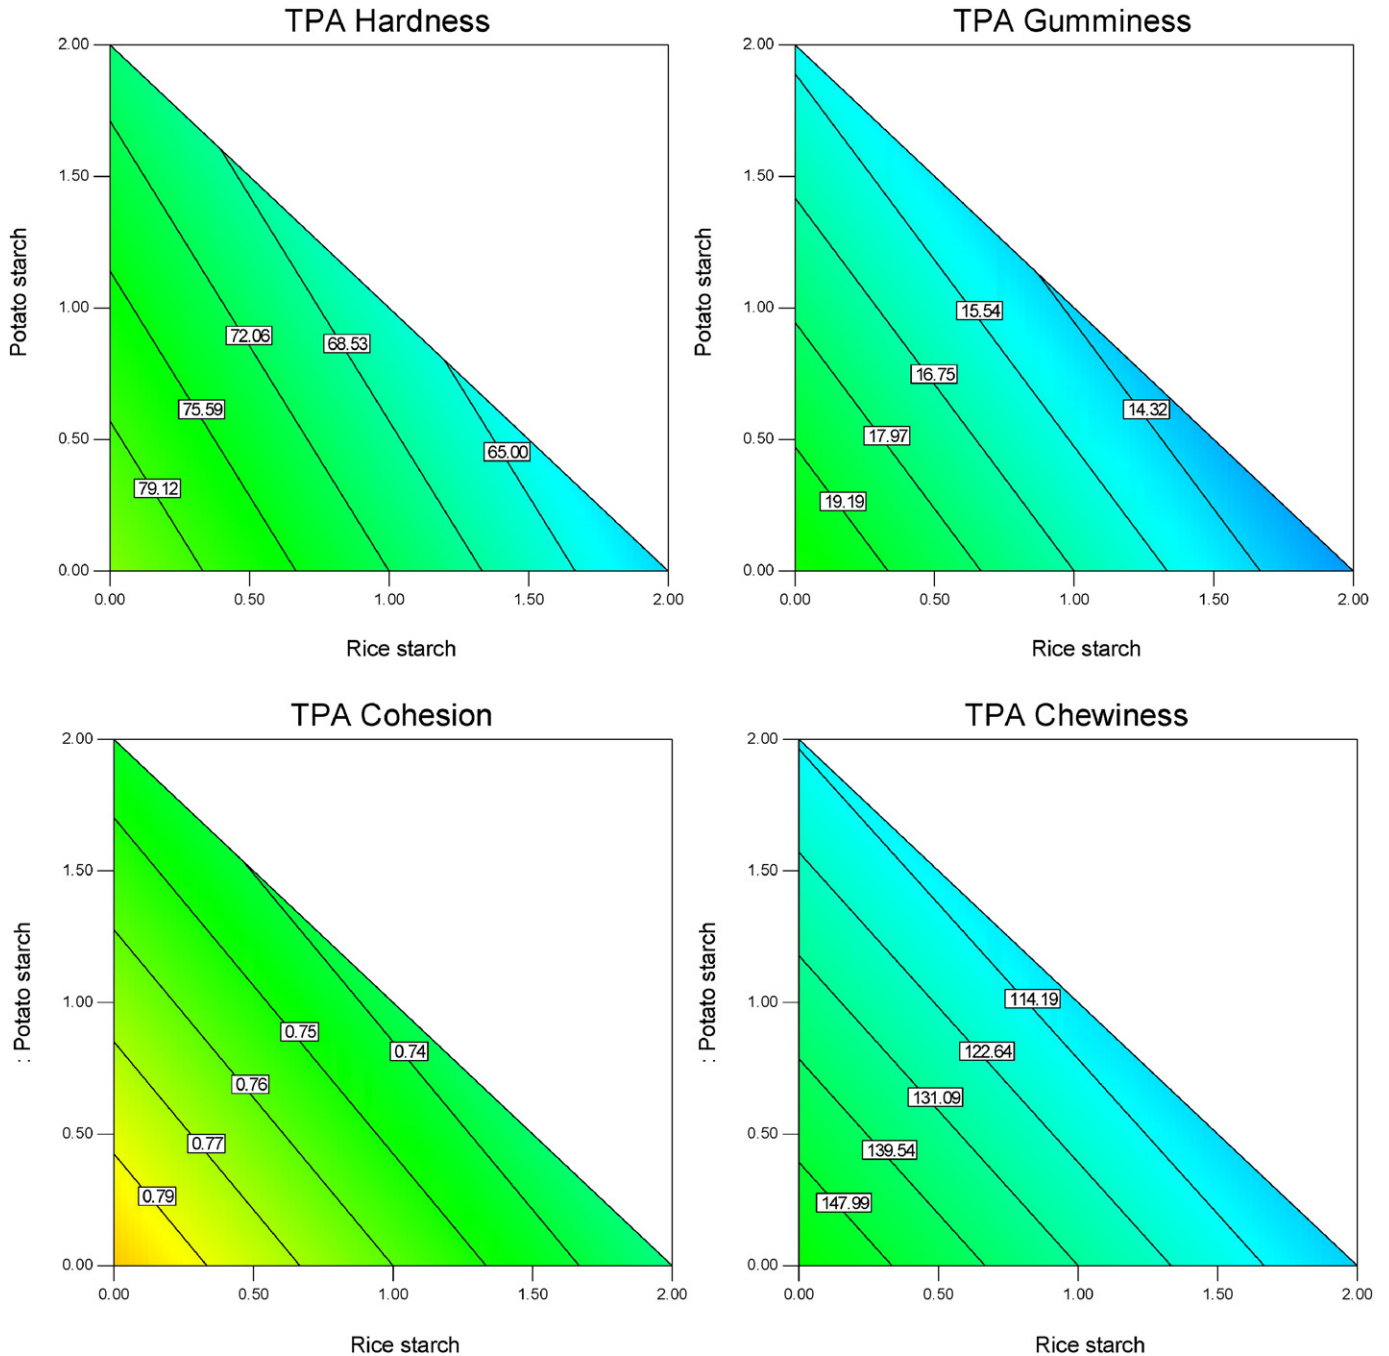 TPA Hardness
2.00
1.50
1.00
0.50
0.00
Potato starch
72.06
68.53
75.59
65.00
79.12
0.00 0.50 1.00 1.50 2.00
Rice starch
TPA Gumminess
2.00
1.50
1.00
0.50
0.00
Potato starch
15.54
16.75
14.32
17.97
19.19
0.00 0.50 1.00 1.50 2.00
Rice starch
TPA Cohesion
2.00
1.50
1.00
0.50
0.00
: Potato starch
0.75
0.74
0.76
0.77
0.79
0.00 0.50 1.00 1.50 2.00
Rice starch
TPA Chewiness
2.00
1.50
1.00
0.50
0.00
: Potato starch
114.19
122.64
131.09
139.54
147.99
0.00 0.50 1.00 1.50 2.00
Rice starch